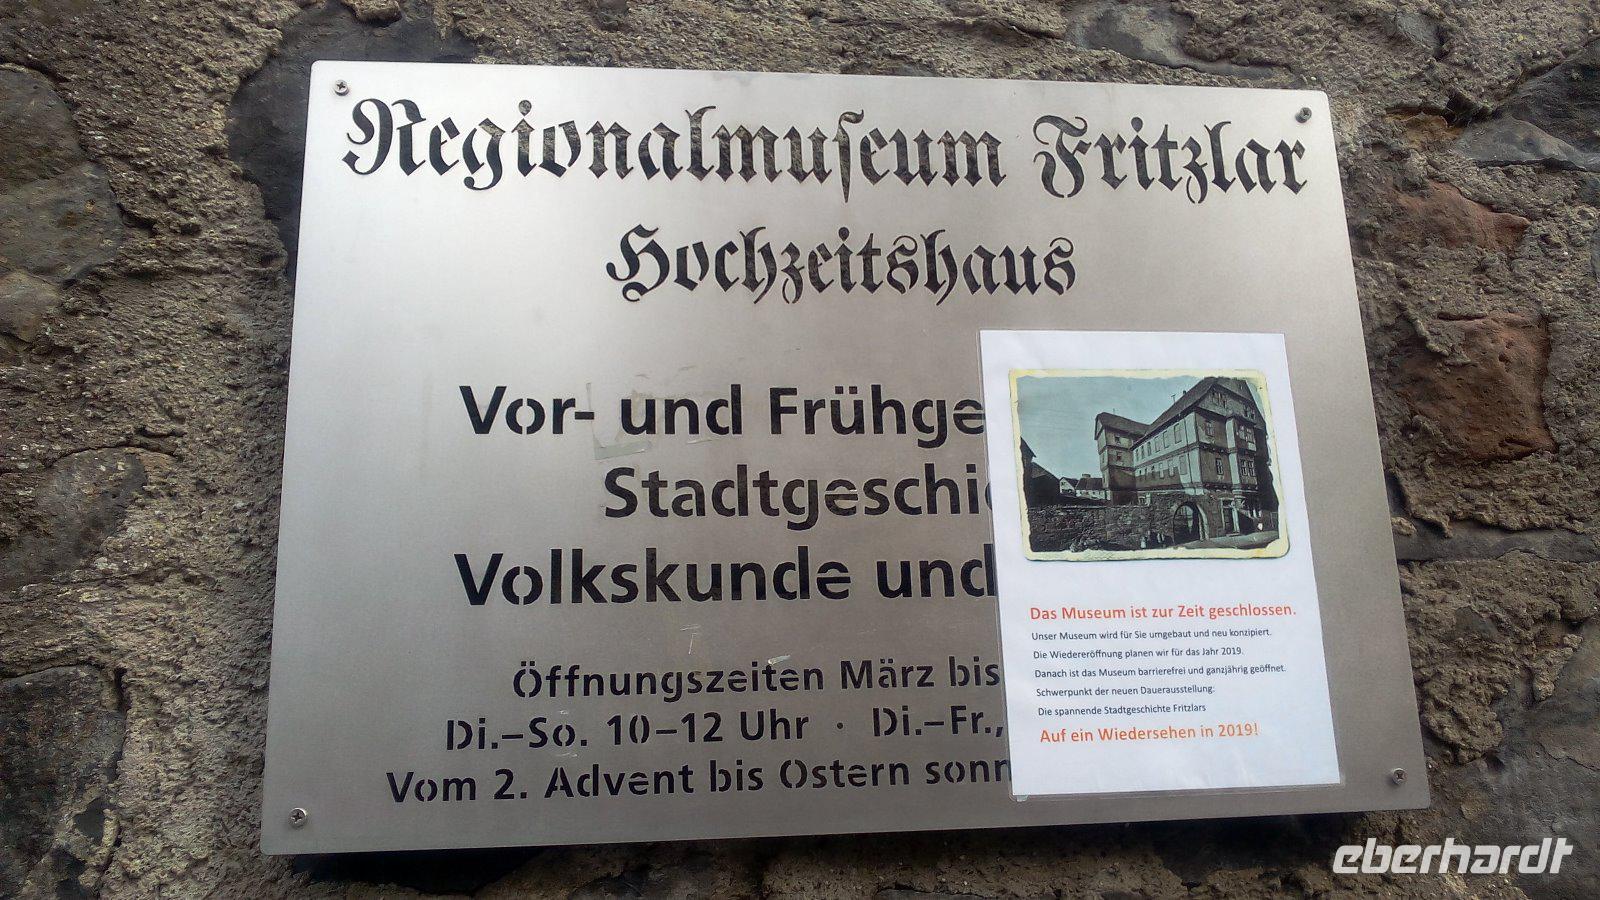 Regionalmuseum Fritzlar
Hochzeitshaus
Vor- und Frühge
Stadtgeschi
Volkskunde und
Öffnungszeiten März bis
Di.–So. 10–12 Uhr · Di.–Fr.,
Vom 2. Advent bis Ostern sonn
Das Museum ist zur Zeit geschlossen.
Unser Museum wird für Sie umgebaut und neu konzipiert.
Die Wiedereröffnung planen wir für das Jahr 2019.
Danach ist das Museum barrierefrei und ganzjährig geöffnet.
Schwerpunkt der neuen Dauerausstellung:
Die spannende Stadtgeschichte Fritzlars
Auf ein Wiedersehen in 2019!
eberhardt